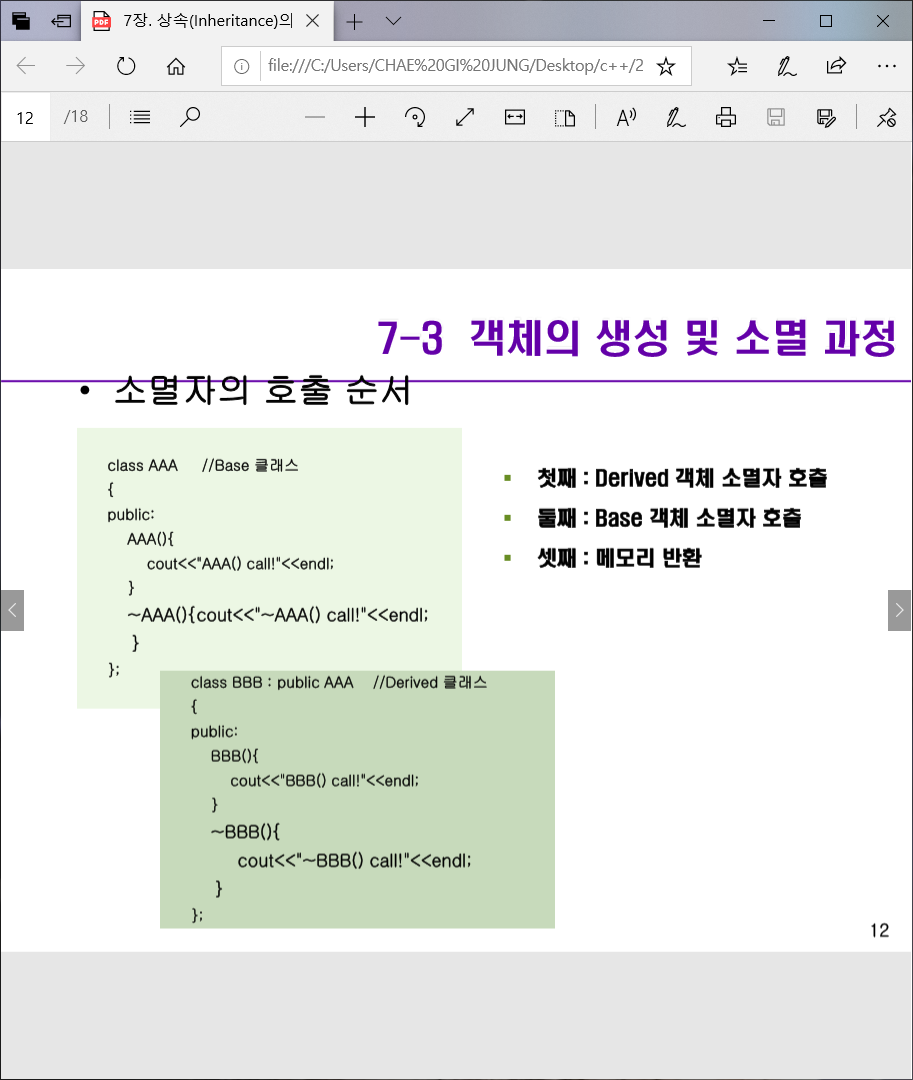 7장. 상속(Inheritance)의
file:///C:/Users/CHAE%20GI%20JUNG/Desktop/c++/2
12 /18
7-3 객체의 생성 및 소멸 과정
• 소멸자의 호출 순서
class AAA //Base 클래스
{
public:
AAA(){
cout<<"AAA() call!"<<endl;
}
~AAA(){cout<<"~AAA() call!"<<endl;
}
};
class BBB : public AAA //Derived 클래스
{
public:
BBB(){
cout<<"BBB() call!"<<endl;
}
~BBB(){
cout<<"~BBB() call!"<<endl;
}
};
▪ 첫째 : Derived 객체 소멸자 호출
▪ 둘째 : Base 객체 소멸자 호출
▪ 셋째 : 메모리 반환
12